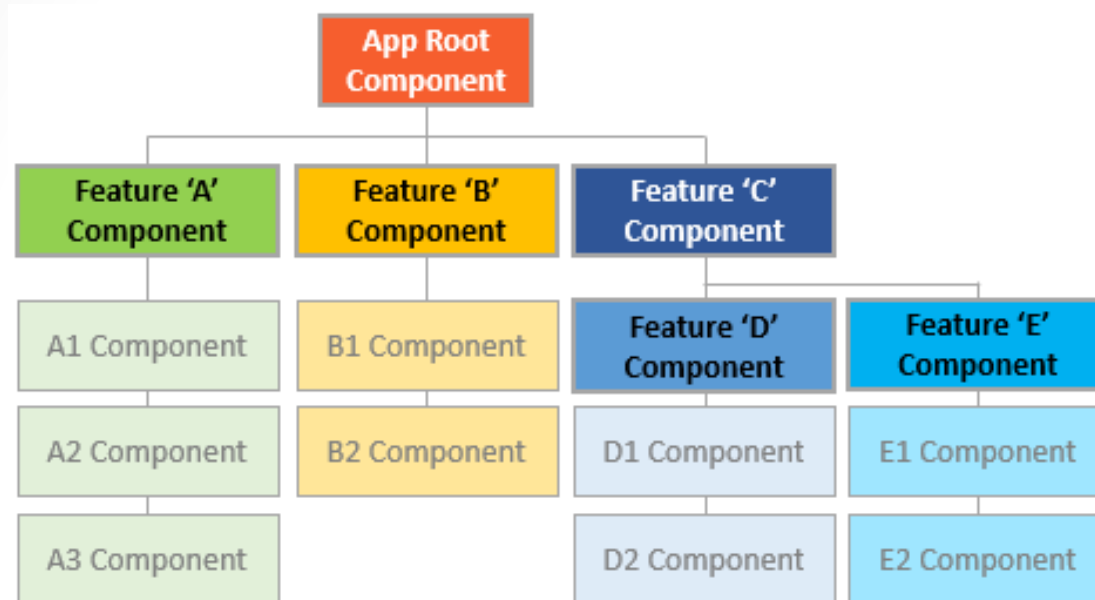 App Root
Component
Feature ‘A’
Component
Feature ‘B’
Component
Feature ‘C’
Component
A1 Component
B1 Component
Feature ‘D’
Component
Feature ‘E’
Component
A2 Component
B2 Component
D1 Component
E1 Component
A3 Component
D2 Component
E2 Component